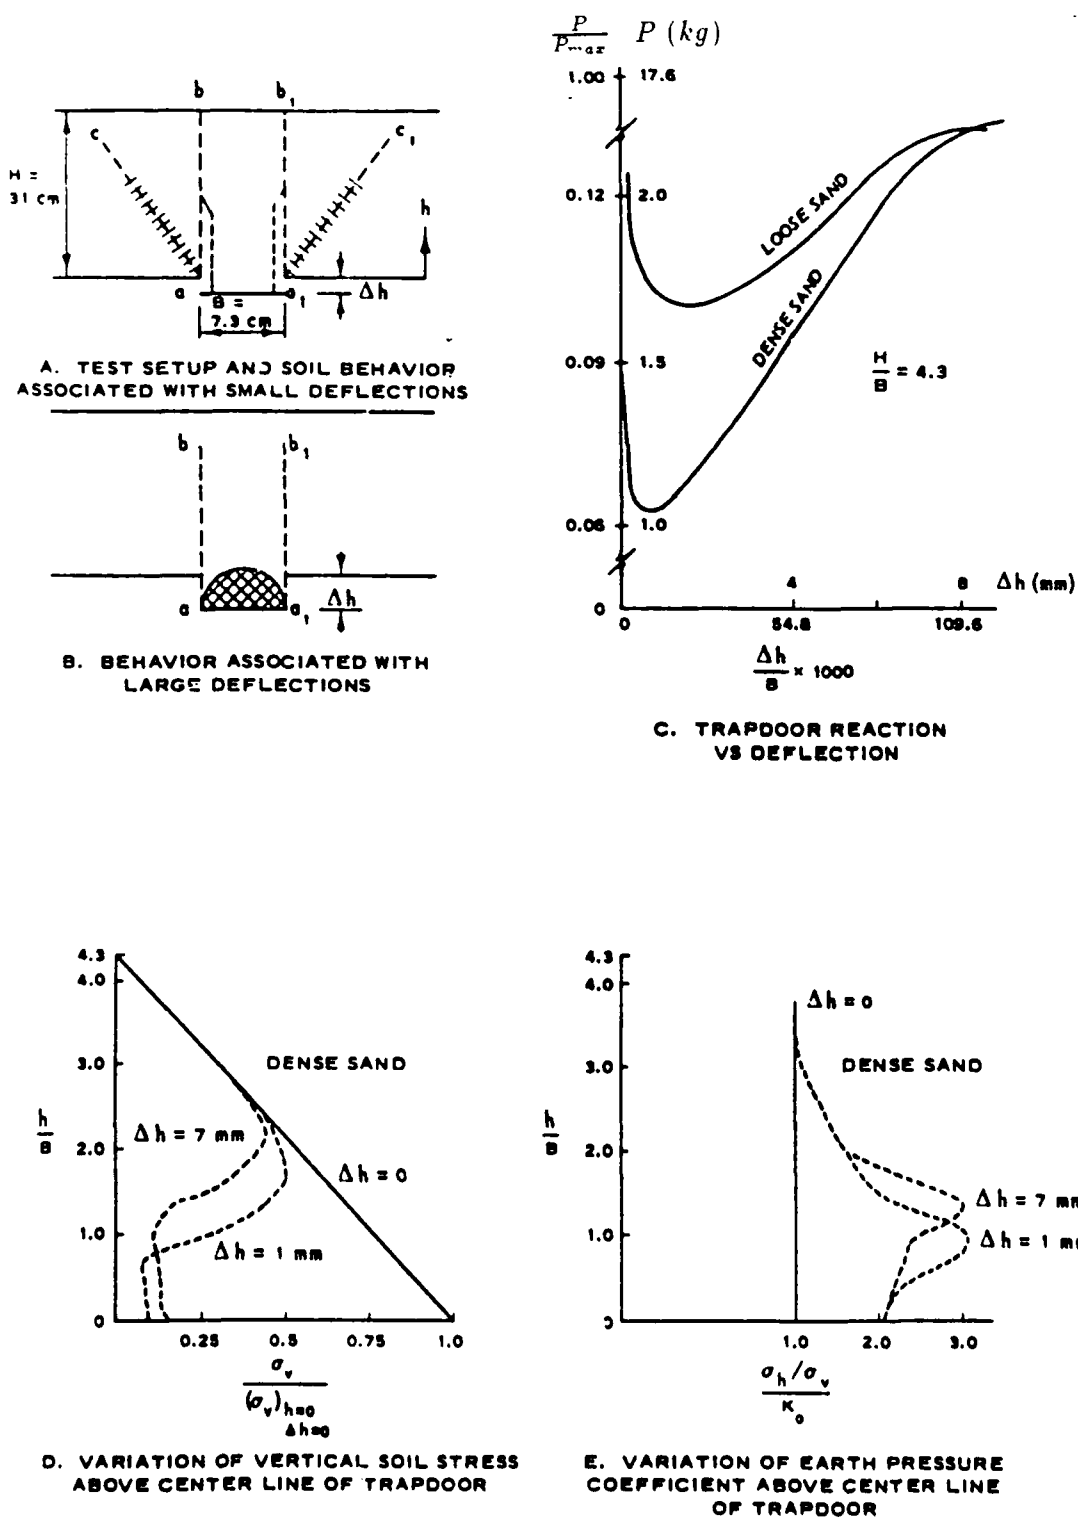 b b₁
c c₁
H =
31 cm
h
a B = a₁ Δh
7.3 cm
A. TEST SETUP AND SOIL BEHAVIOR
ASSOCIATED WITH SMALL DEFLECTIONS
b b₁
a a₁ Δh
B. BEHAVIOR ASSOCIATED WITH
LARGE DEFLECTIONS
P/Pmax P (kg)
1.00 17.6
0.12 2.0
LOOSE SAND
DENSE SAND
0.09 1.5
H/B = 4.3
0.06 1.0
4 8 Δh (mm)
0
0 54.8 109.6
Δh/B × 1000
C. TRAPDOOR REACTION
VS DEFLECTION
4.3
4.0
3.0
DENSE SAND
h/B
Δh = 7 mm
2.0
Δh = 0
1.0
Δh = 1 mm
0
0.25 0.5 0.75 1.0
σv
(σv)h=0
Δh=0
D. VARIATION OF VERTICAL SOIL STRESS
ABOVE CENTER LINE OF TRAPDOOR
4.3
4.0
Δh = 0
3.0
DENSE SAND
h/B
2.0
Δh = 7 mm
1.0
Δh = 1 m
0
1.0 2.0 3.0
σh/σv
K₀
E. VARIATION OF EARTH PRESSURE
COEFFICIENT ABOVE CENTER LINE
OF TRAPDOOR